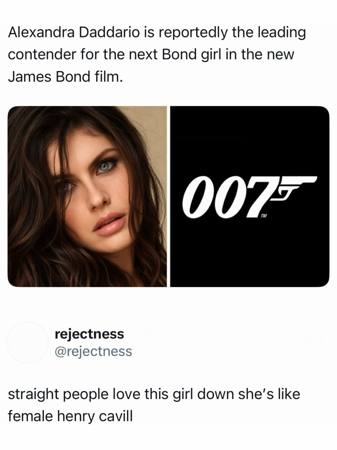 Alexandra Daddario is reportedly the leading
contender for the next Bond girl in the new
James Bond film.
007
TM
rejectness
@rejectness
straight people love this girl down she’s like
female henry cavill